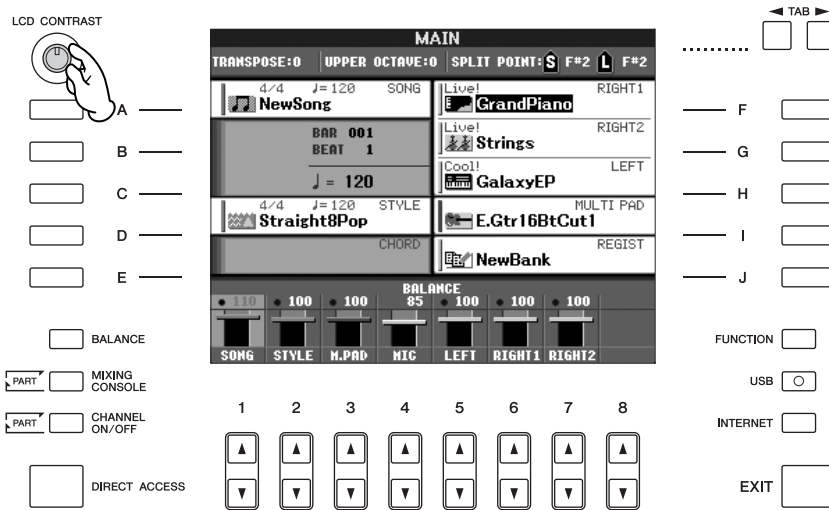 LCD CONTRAST
TAB
MAIN
TRANSPOSE:0 UPPER OCTAVE:0 SPLIT POINT: S F#2 L F#2
4/4 ♩=120 SONG
NewSong
BAR 001
BEAT 1
♩ = 120
4/4 ♩=120 STYLE
Straight8Pop
CHORD
Live! RIGHT1
GrandPiano
Live! RIGHT2
Strings
Cool! LEFT
GalaxyEP
MULTI PAD
E.Gtr16BtCut1
REGIST
NewBank
BALANCE
110 100 100 85 100 100 100
SONG STYLE M.PAD MIC LEFT RIGHT1 RIGHT2
A
B
C
D
E
F
G
H
I
J
BALANCE
PART MIXING
CONSOLE
PART CHANNEL
ON/OFF
DIRECT ACCESS
1 2 3 4 5 6 7 8
FUNCTION
USB
INTERNET
EXIT